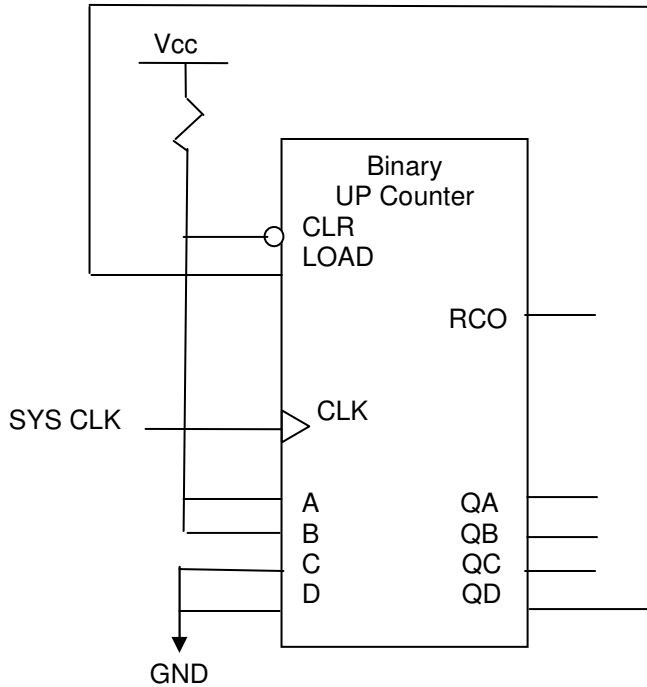 Vcc
Binary
UP Counter
CLR
LOAD
RCO
SYS CLK
CLK
A
QA
B
QB
C
QC
D
QD
GND